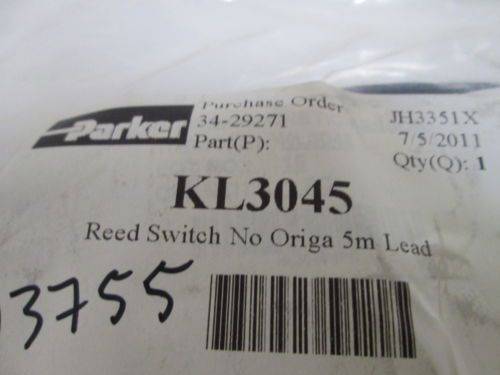 Parker
Purchase Order
34-29271
JH3351X
7/5/2011
Part(P):
Qty(Q): 1
KL3045
Reed Switch No Origa 5m Lead
3755